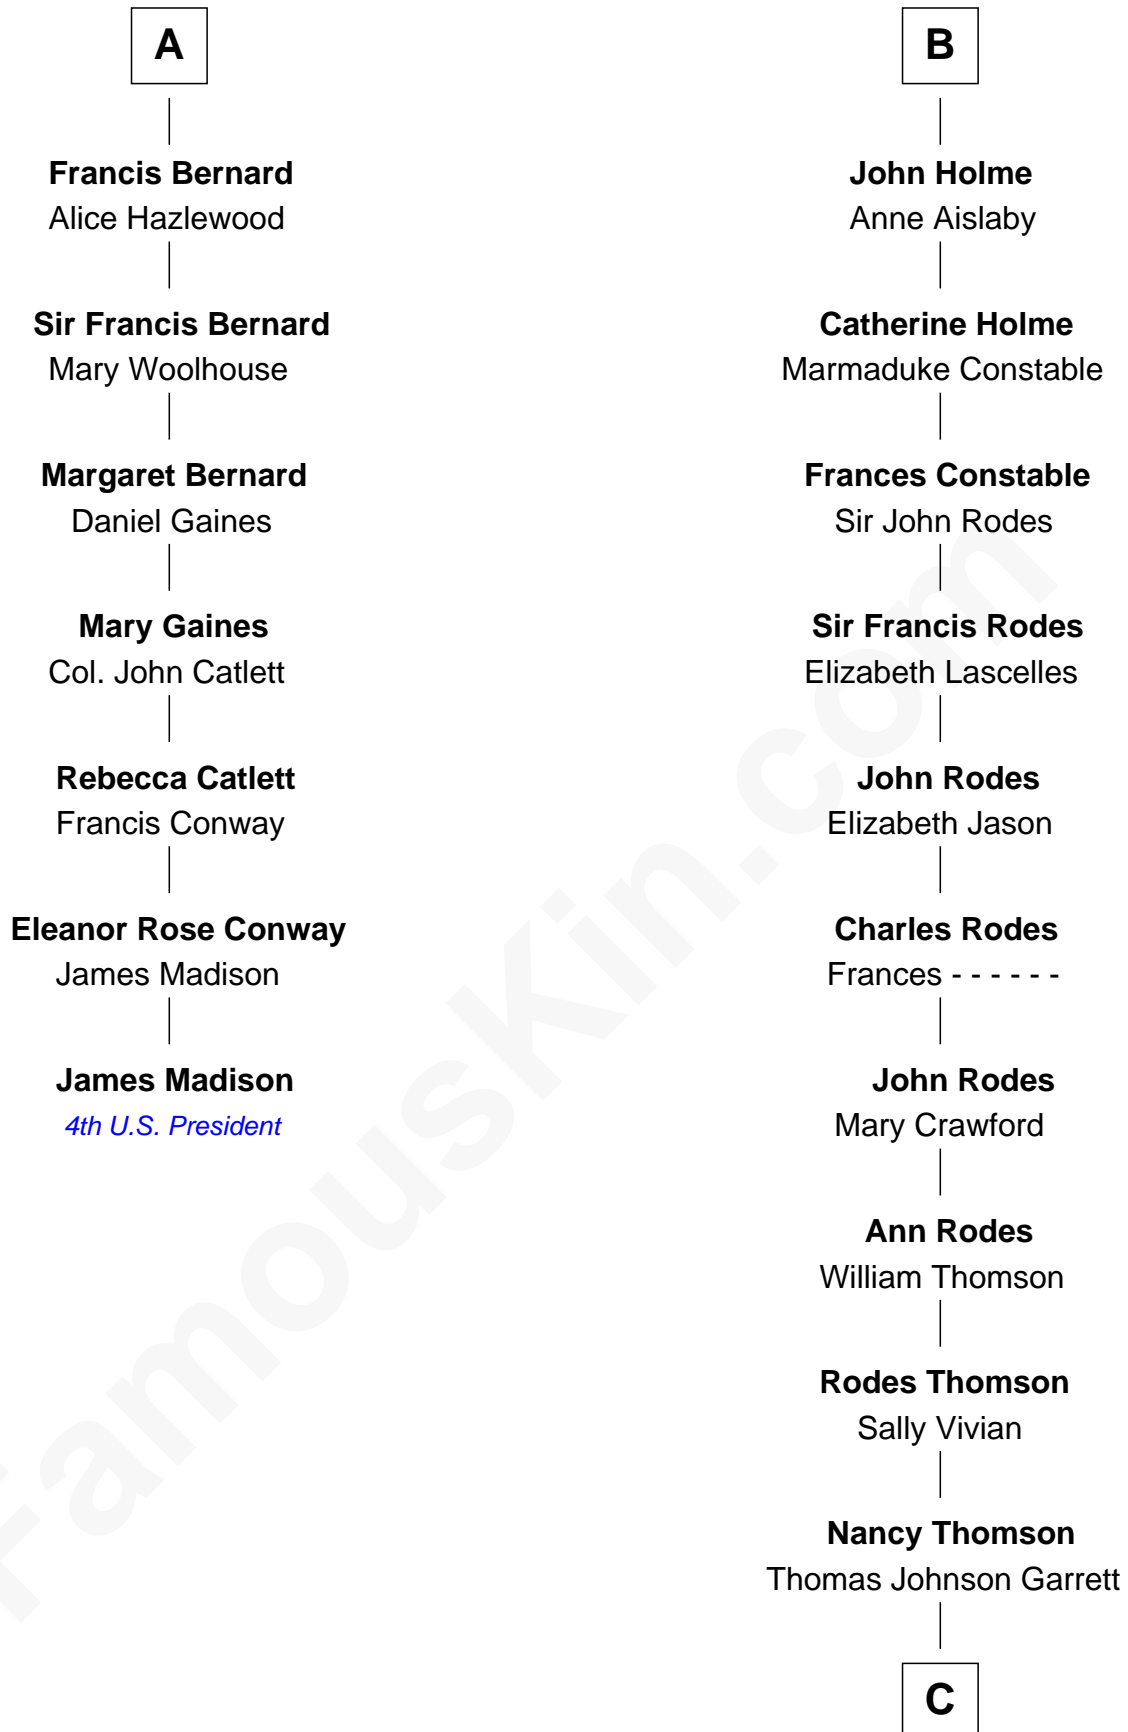 A
Francis Bernard
Alice Hazlewood
Sir Francis Bernard
Mary Woolhouse
Margaret Bernard
Daniel Gaines
Mary Gaines
Col. John Catlett
Rebecca Catlett
Francis Conway
Eleanor Rose Conway
James Madison
James Madison
4th U.S. President
B
John Holme
Anne Aislaby
Catherine Holme
Marmaduke Constable
Frances Constable
Sir John Rodes
Sir Francis Rodes
Elizabeth Lascelles
John Rodes
Elizabeth Jason
Charles Rodes
Frances - - - - - -
John Rodes
Mary Crawford
Ann Rodes
William Thomson
Rodes Thomson
Sally Vivian
Nancy Thomson
Thomas Johnson Garrett
C
FamousKin.com